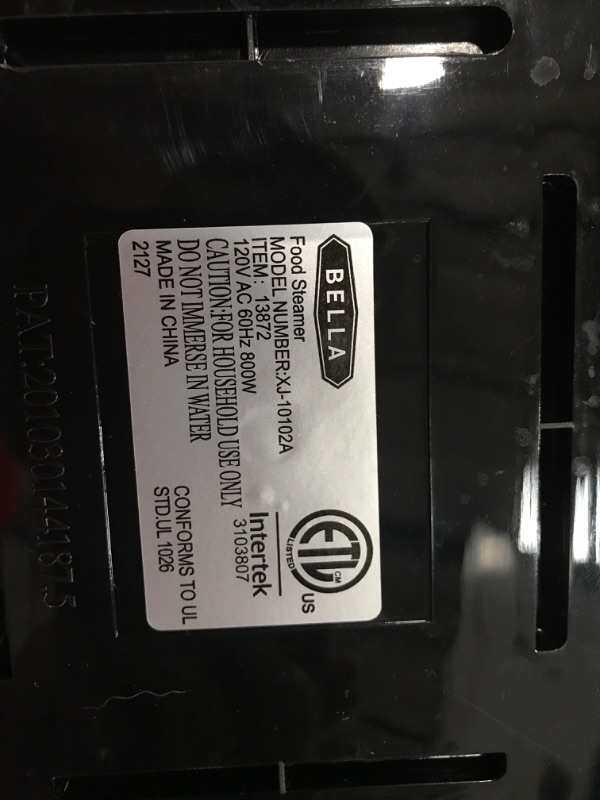 BELLA
Food Steamer
MODEL NUMBER:XJ-10102A
ITEM: 13872
120V AC 60Hz 800W
CAUTION:FOR HOUSEHOLD USE ONLY
DO NOT IMMERSE IN WATER
MADE IN CHINA
2127
ETL CM
LISTED
US
Intertek
3103807
CONFORMS TO UL
STD.UL 1026
PAT:201030144187.5